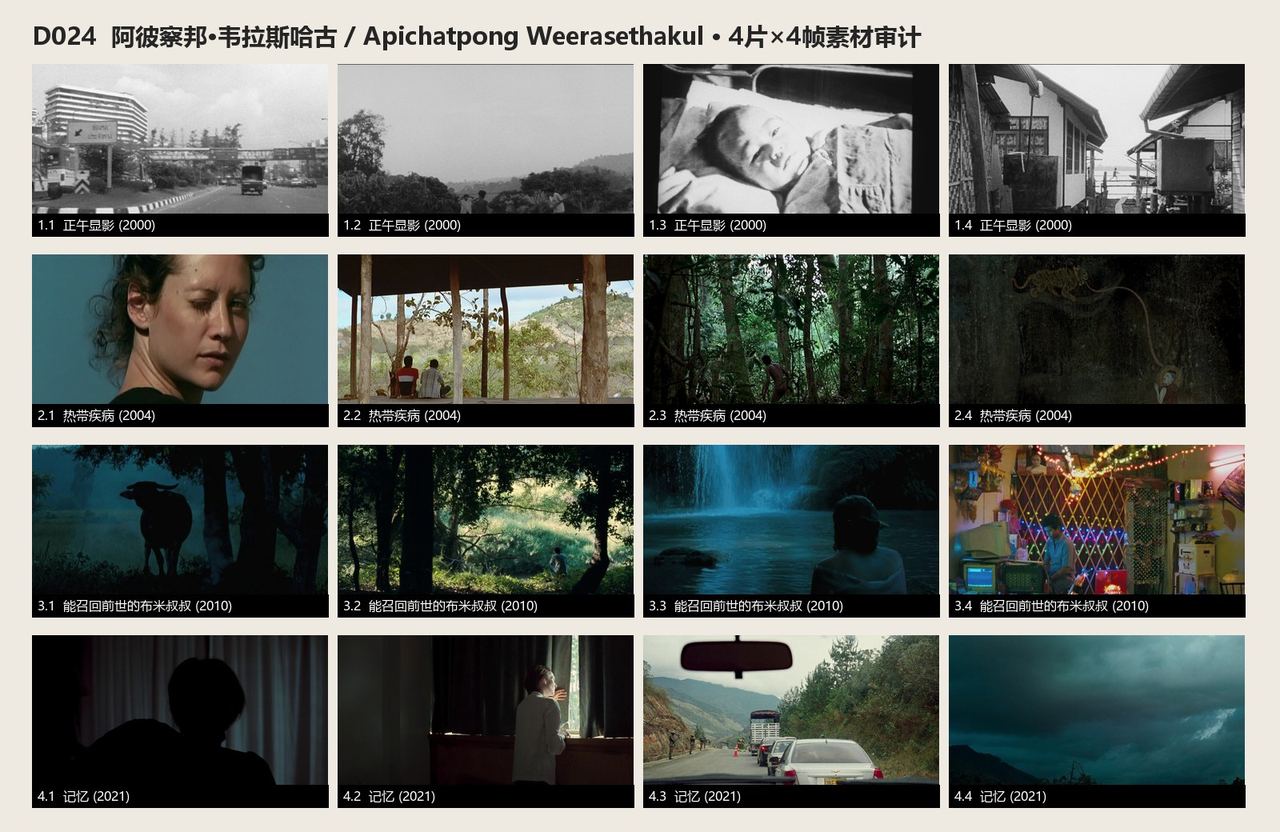 D024 阿彼察邦•韦拉斯哈古 / Apichatpong Weerasethakul • 4片×4帧素材审计
1.1 正午显影 (2000)
1.2 正午显影 (2000)
1.3 正午显影 (2000)
1.4 正午显影 (2000)
2.1 热带疾病 (2004)
2.2 热带疾病 (2004)
2.3 热带疾病 (2004)
2.4 热带疾病 (2004)
3.1 能召回前世的布米叔叔 (2010)
3.2 能召回前世的布米叔叔 (2010)
3.3 能召回前世的布米叔叔 (2010)
3.4 能召回前世的布米叔叔 (2010)
4.1 记忆 (2021)
4.2 记忆 (2021)
4.3 记忆 (2021)
4.4 记忆 (2021)